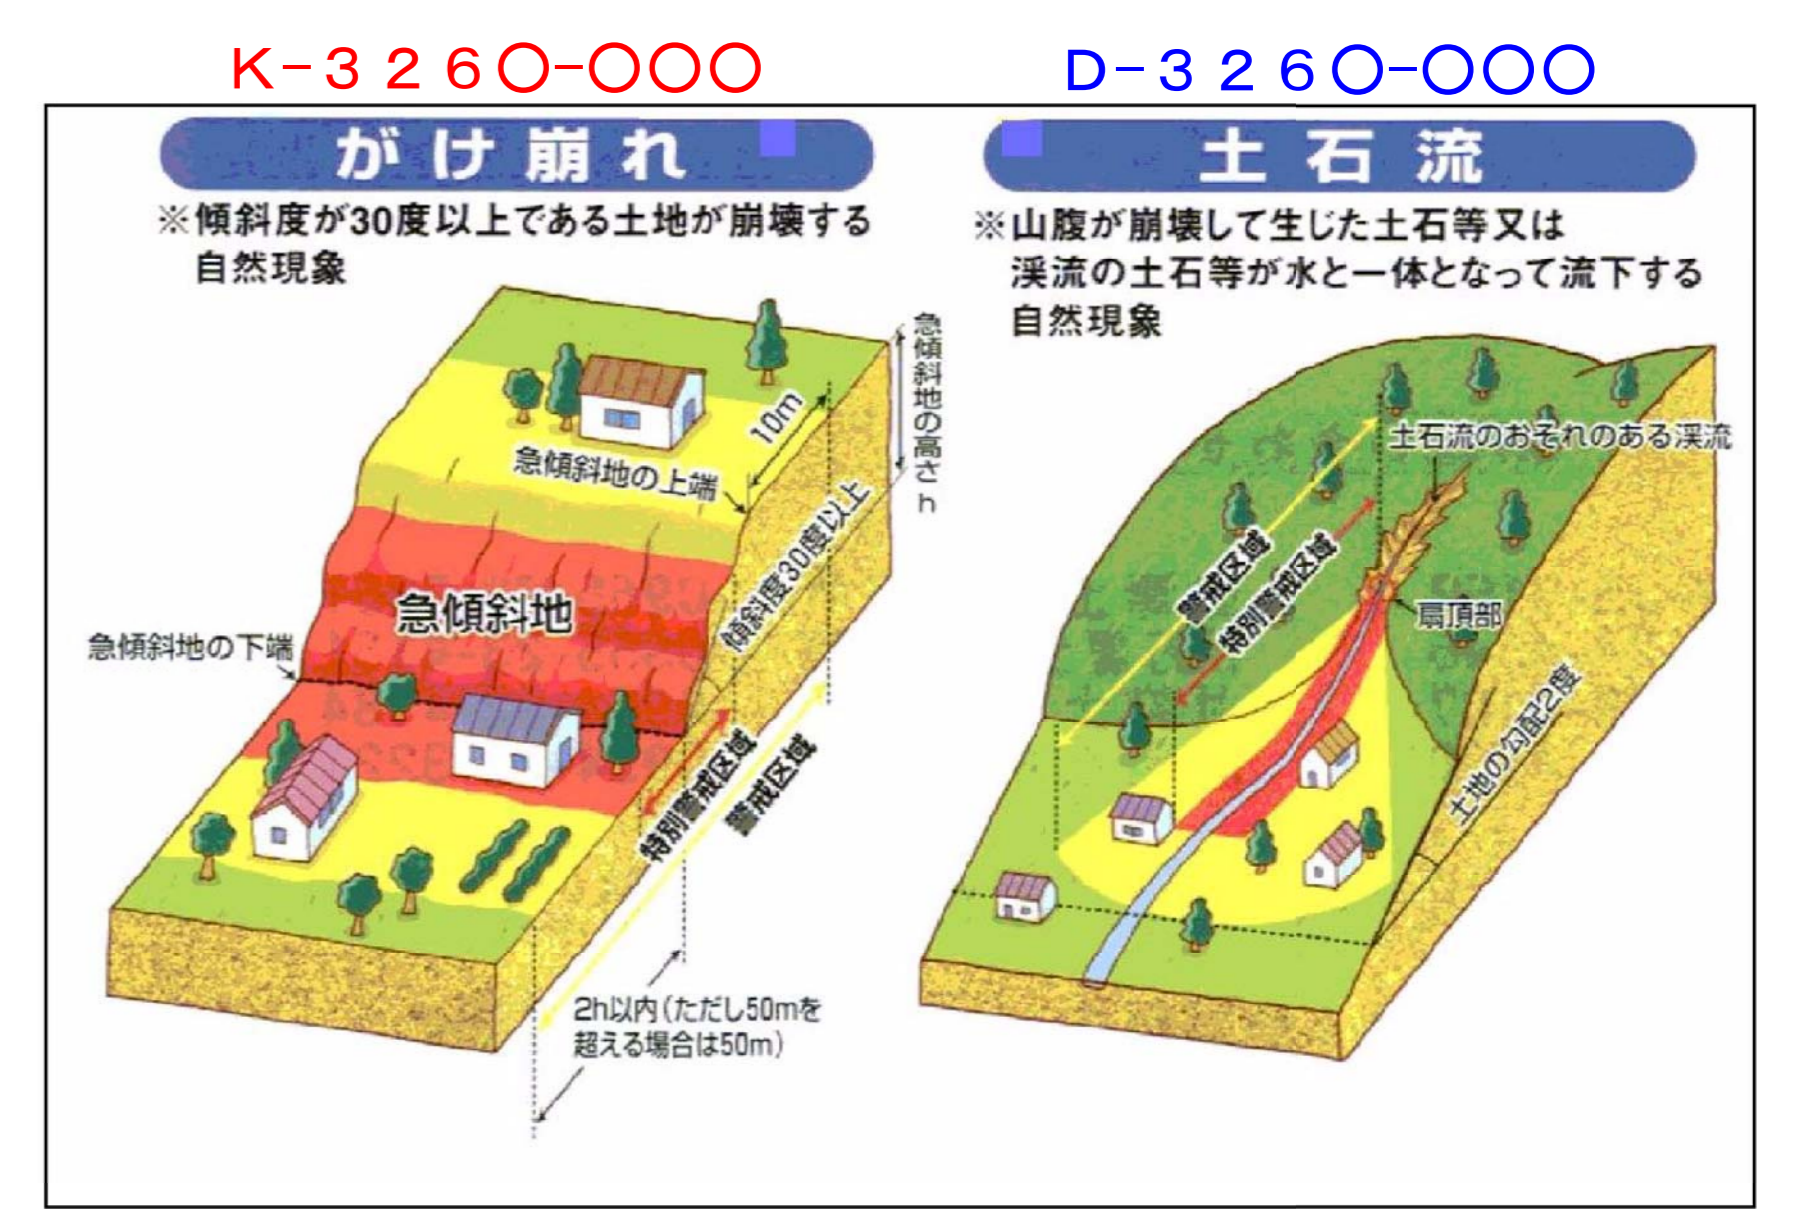 K-3260-○○○
D-3260-○○○
がけ崩れ
※傾斜度が30度以上である土地が崩壊する
自然現象
急傾斜地の高さh
10m
急傾斜地の上端
傾斜度30度以上
急傾斜地
急傾斜地の下端
特別警戒区域
警戒区域
2h以内(ただし50mを
超える場合は50m)
土石流
※山腹が崩壊して生じた土石等又は
渓流の土石等が水と一体となって流下する
自然現象
土石流のおそれのある渓流
警戒区域
特別警戒区域
扇頂部
土地の勾配2度